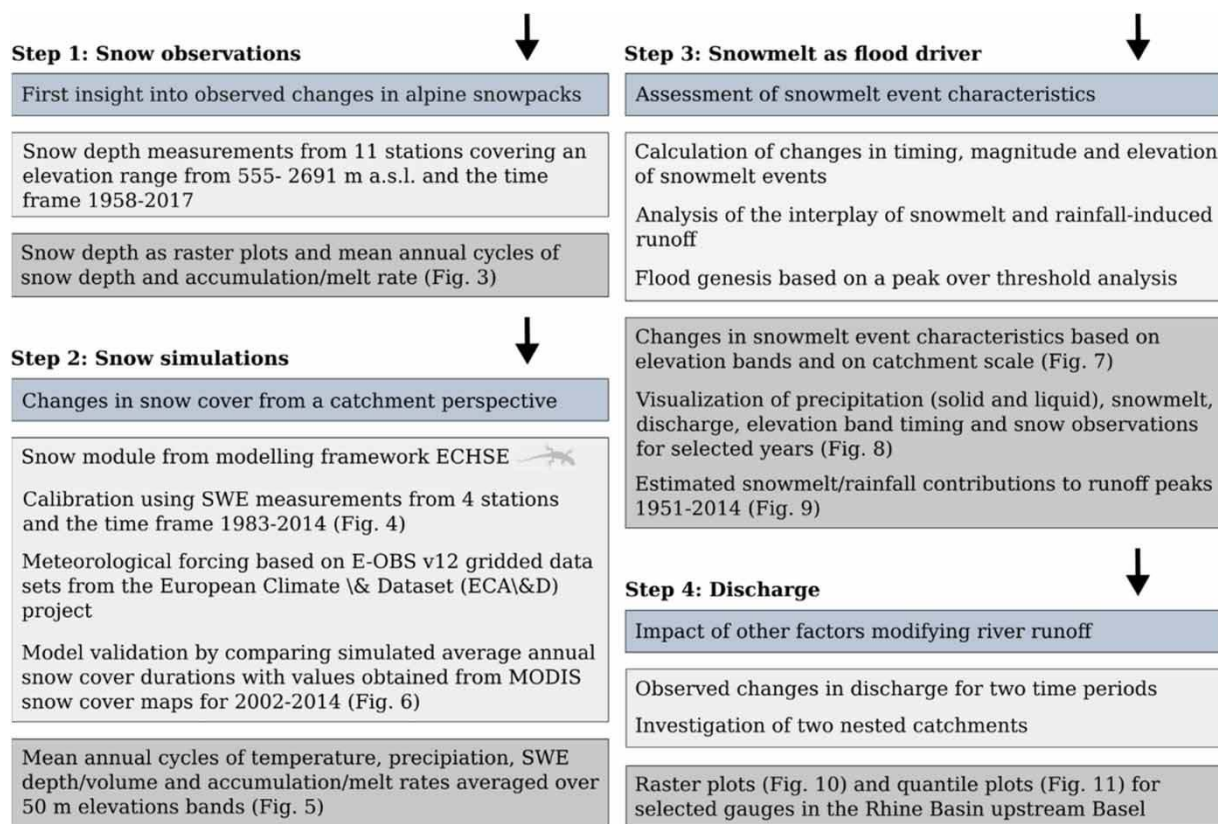 Step 1: Snow observations
First insight into observed changes in alpine snowpacks
Snow depth measurements from 11 stations covering an
elevation range from 555- 2691 m a.s.l. and the time
frame 1958-2017
Snow depth as raster plots and mean annual cycles of
snow depth and accumulation/melt rate (Fig. 3)
Step 2: Snow simulations
Changes in snow cover from a catchment perspective
Snow module from modelling framework ECHSE
Calibration using SWE measurements from 4 stations
and the time frame 1983-2014 (Fig. 4)
Meteorological forcing based on E-OBS v12 gridded data
sets from the European Climate \& Dataset (ECA\&D)
project
Model validation by comparing simulated average annual
snow cover durations with values obtained from MODIS
snow cover maps for 2002-2014 (Fig. 6)
Mean annual cycles of temperature, precipiation, SWE
depth/volume and accumulation/melt rates averaged over
50 m elevations bands (Fig. 5)
Step 3: Snowmelt as flood driver
Assessment of snowmelt event characteristics
Calculation of changes in timing, magnitude and elevation
of snowmelt events
Analysis of the interplay of snowmelt and rainfall-induced
runoff
Flood genesis based on a peak over threshold analysis
Changes in snowmelt event characteristics based on
elevation bands and on catchment scale (Fig. 7)
Visualization of precipitation (solid and liquid), snowmelt,
discharge, elevation band timing and snow observations
for selected years (Fig. 8)
Estimated snowmelt/rainfall contributions to runoff peaks
1951-2014 (Fig. 9)
Step 4: Discharge
Impact of other factors modifying river runoff
Observed changes in discharge for two time periods
Investigation of two nested catchments
Raster plots (Fig. 10) and quantile plots (Fig. 11) for
selected gauges in the Rhine Basin upstream Basel